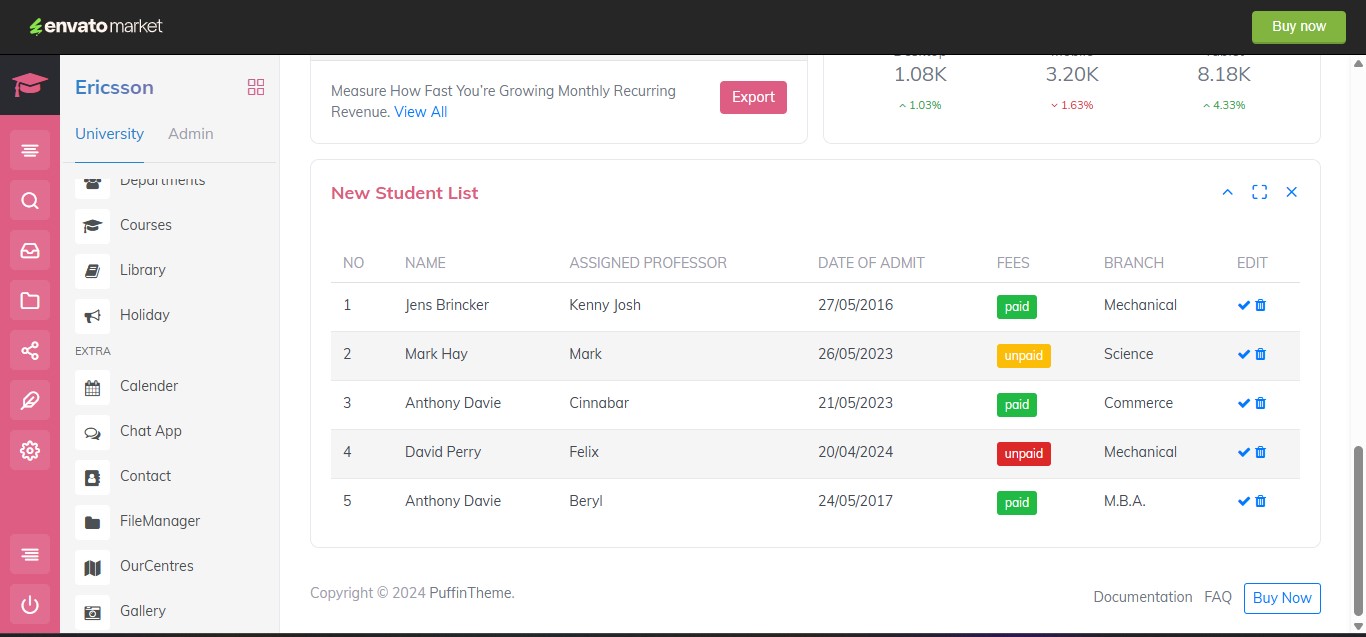 envato market
Buy now
Ericsson
University Admin
Departments
Courses
Library
Holiday
EXTRA
Calender
Chat App
Contact
FileManager
OurCentres
Gallery
Measure How Fast You're Growing Monthly Recurring
Revenue. View All
Export
Desktop Mobile Tablet
1.08K 3.20K 8.18K
1.03% 1.63% 4.33%
New Student List
NO NAME ASSIGNED PROFESSOR DATE OF ADMIT FEES BRANCH EDIT
1 Jens Brincker Kenny Josh 27/05/2016 paid Mechanical
2 Mark Hay Mark 26/05/2023 unpaid Science
3 Anthony Davie Cinnabar 21/05/2023 paid Commerce
4 David Perry Felix 20/04/2024 unpaid Mechanical
5 Anthony Davie Beryl 24/05/2017 paid M.B.A.
Copyright © 2024 PuffinTheme.
Documentation FAQ Buy Now